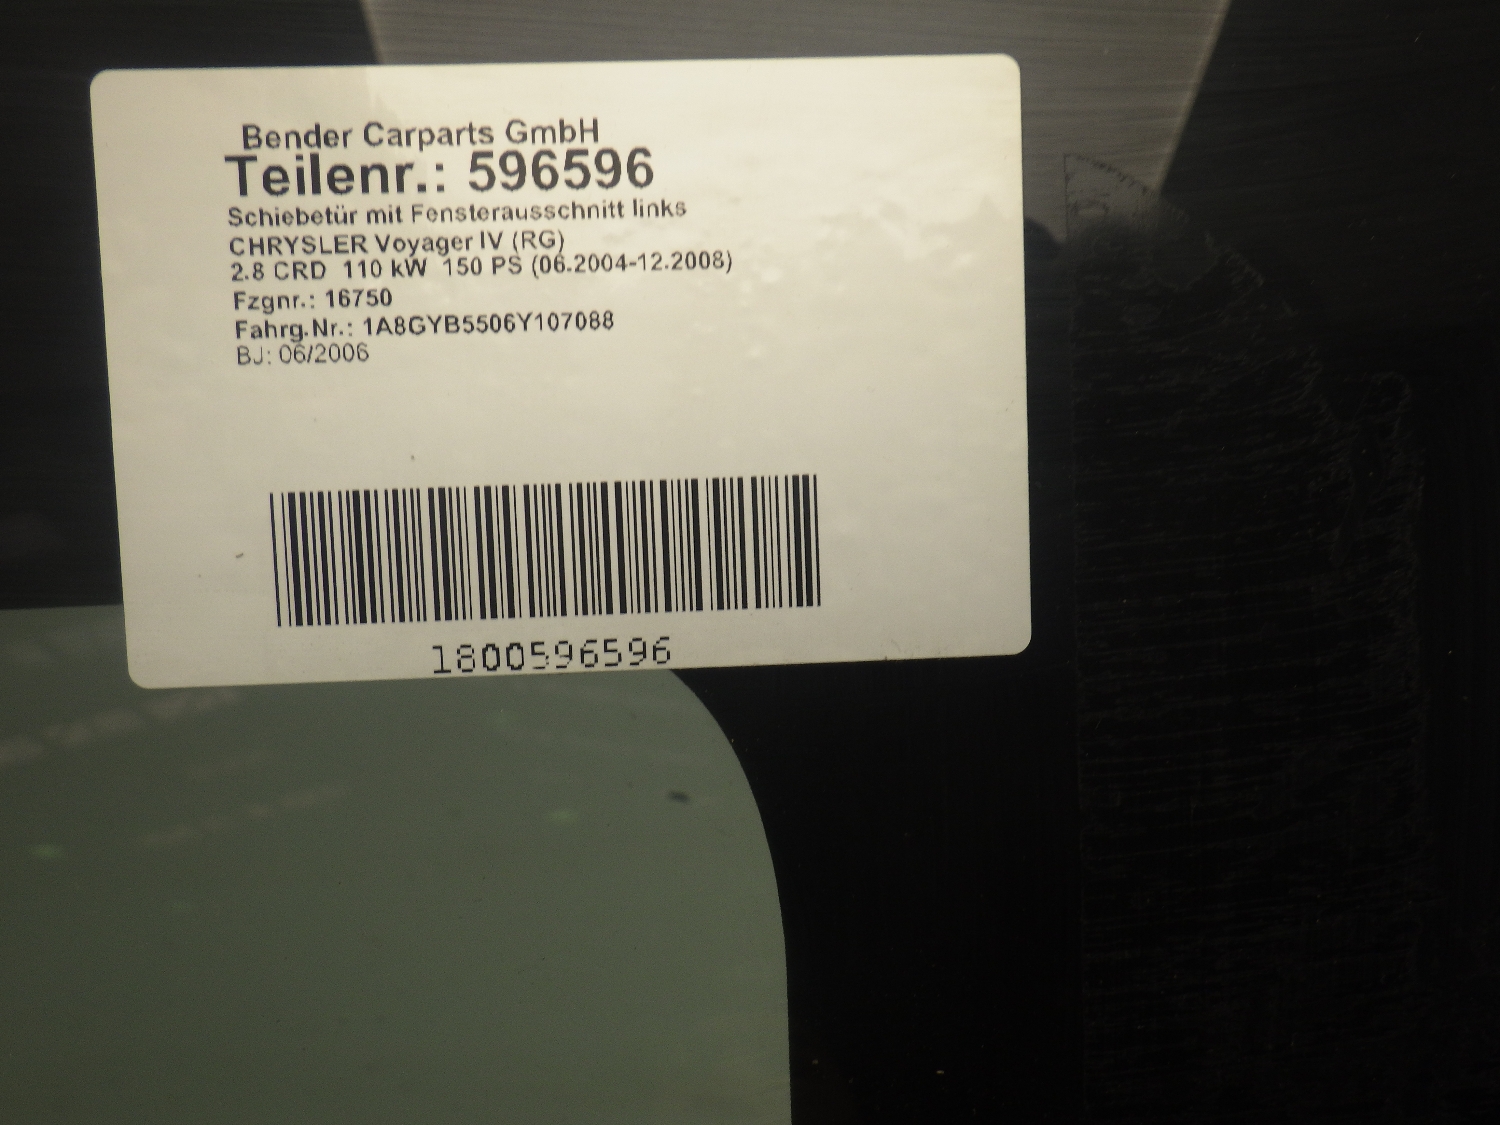 Bender Carparts GmbH
Teilenr.: 596596
Schiebetür mit Fensterausschnitt links
CHRYSLER Voyager IV (RG)
2.8 CRD 110 kW 150 PS (06.2004-12.2008)
Fzgnr.: 16750
Fahrg.Nr.: 1A8GYB5506Y107088
BJ: 06/2006
1800596596